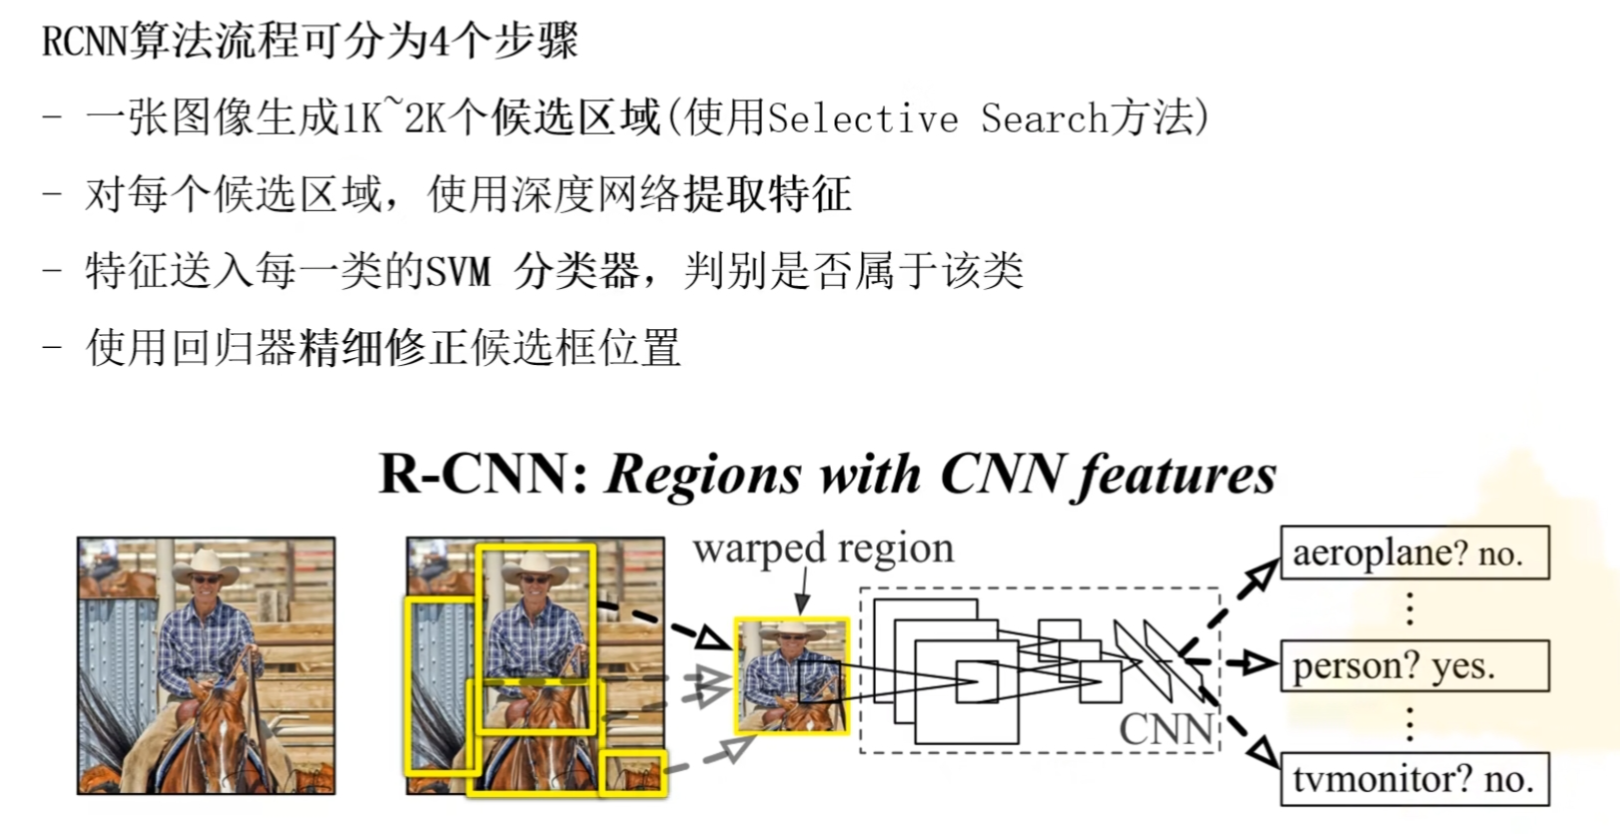 RCNN算法流程可分为4个步骤
- 一张图像生成1K~2K个候选区域(使用Selective Search方法)
- 对每个候选区域，使用深度网络提取特征
- 特征送入每一类的SVM 分类器，判别是否属于该类
- 使用回归器精细修正候选框位置
R-CNN: Regions with CNN features
warped region
aeroplane? no.
⋮
person? yes.
CNN
⋮
tvmonitor? no.